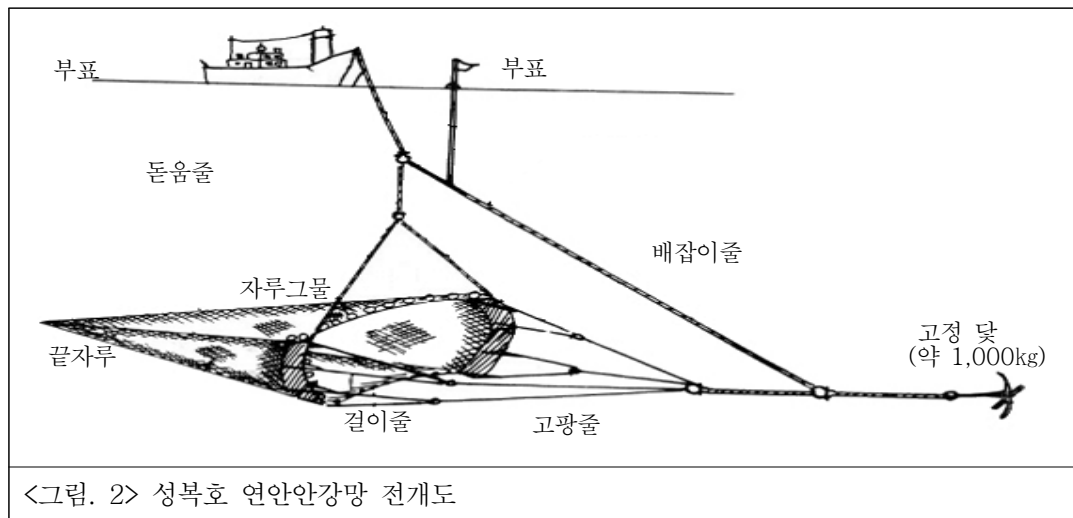 부표
부표
돋움줄
배잡이줄
자루그물
고정 닻
(약 1,000kg)
끝자루
걸이줄
고팡줄
<그림. 2> 성복호 연안안강망 전개도